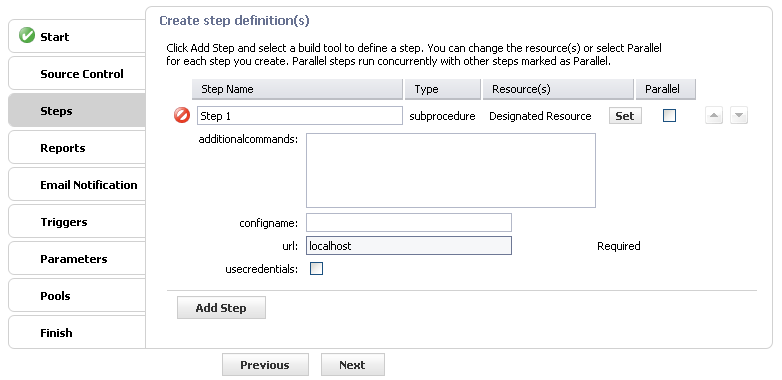 Create step definition(s)
Start
Source Control
Steps
Reports
Email Notification
Triggers
Parameters
Pools
Finish
Click Add Step and select a build tool to define a step. You can change the resource(s) or select Parallel
for each step you create. Parallel steps run concurrently with other steps marked as Parallel.
Step Name Type Resource(s) Parallel
Step 1 subprocedure Designated Resource Set
additionalcommands:
configname:
url: localhost Required
usecredentials:
Add Step
Previous Next